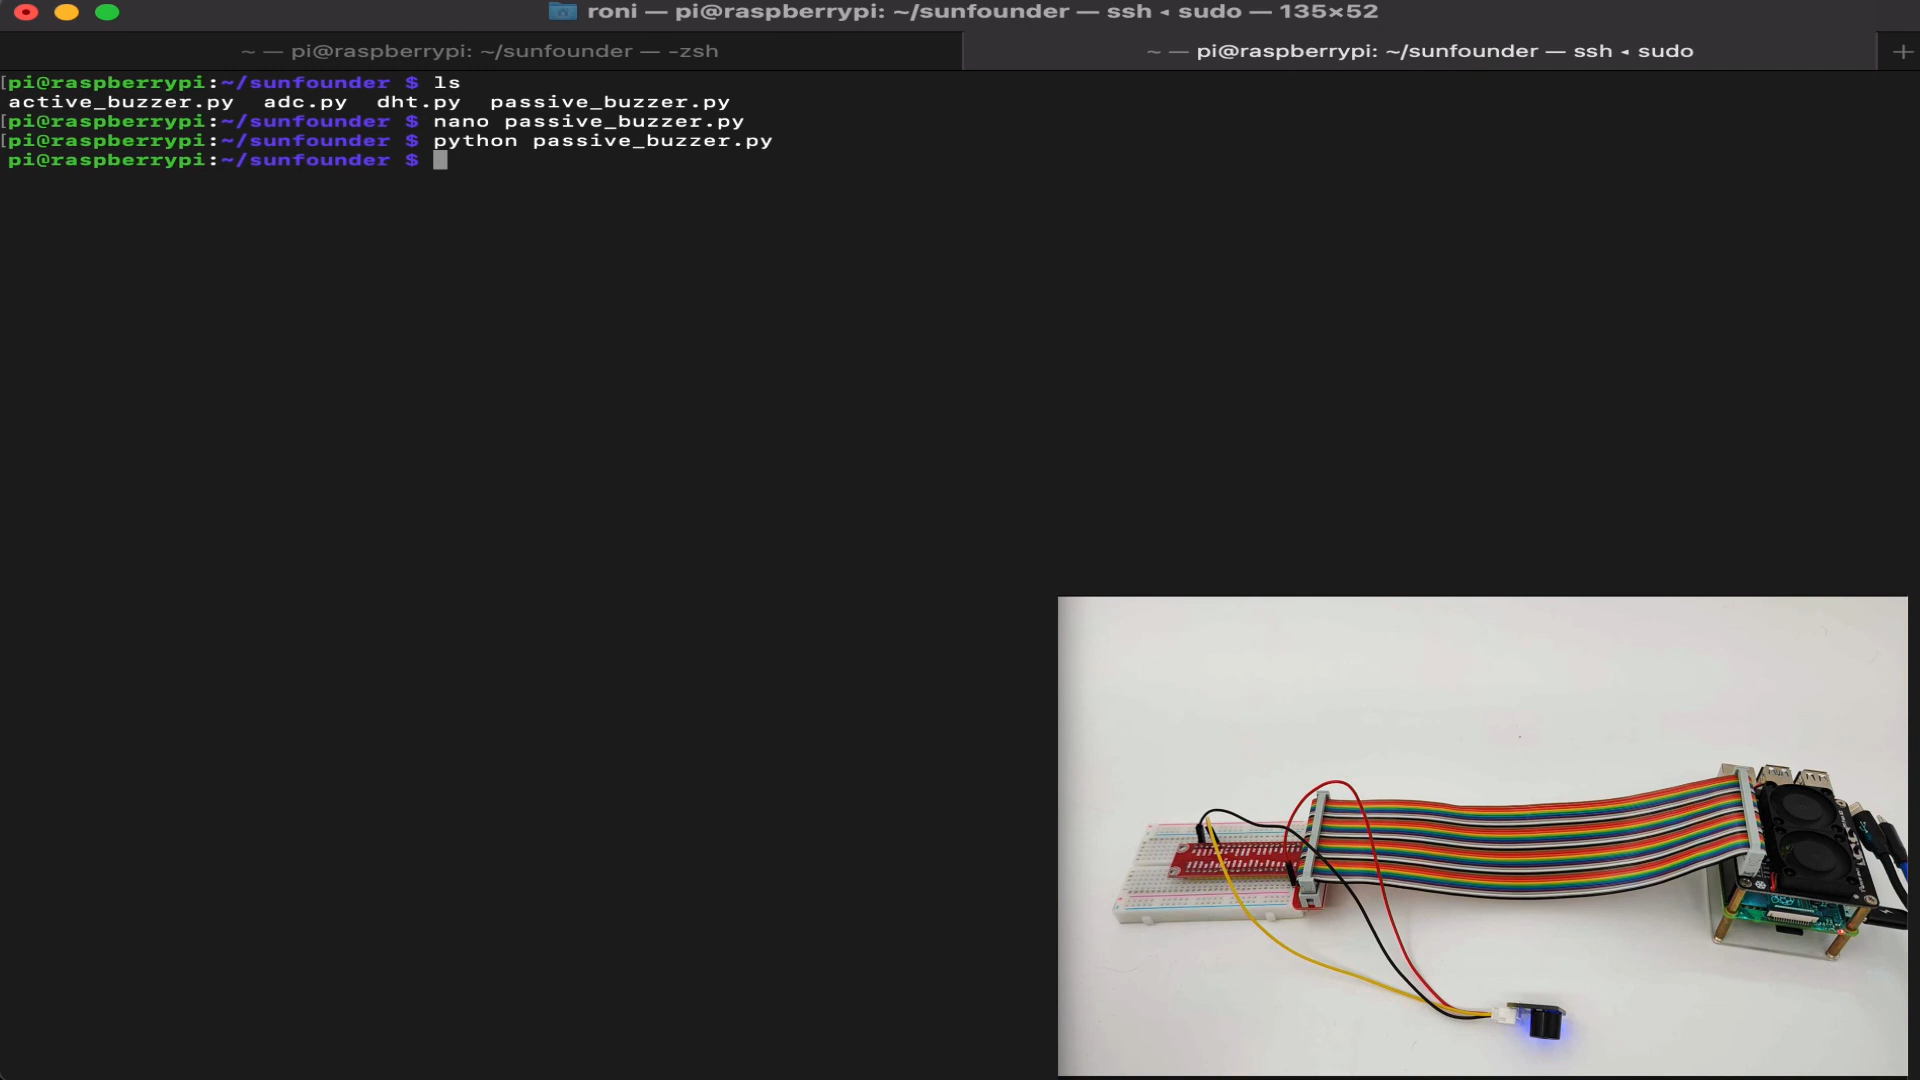 roni — pi@raspberrypi: ~/sunfounder — ssh ◂ sudo — 135×52
~ — pi@raspberrypi: ~/sunfounder — -zsh
~ — pi@raspberrypi: ~/sunfounder — ssh ◂ sudo
[pi@raspberrypi:~/sunfounder $ ls
active_buzzer.py  adc.py  dht.py  passive_buzzer.py
[pi@raspberrypi:~/sunfounder $ nano passive_buzzer.py
[pi@raspberrypi:~/sunfounder $ python passive_buzzer.py
pi@raspberrypi:~/sunfounder $